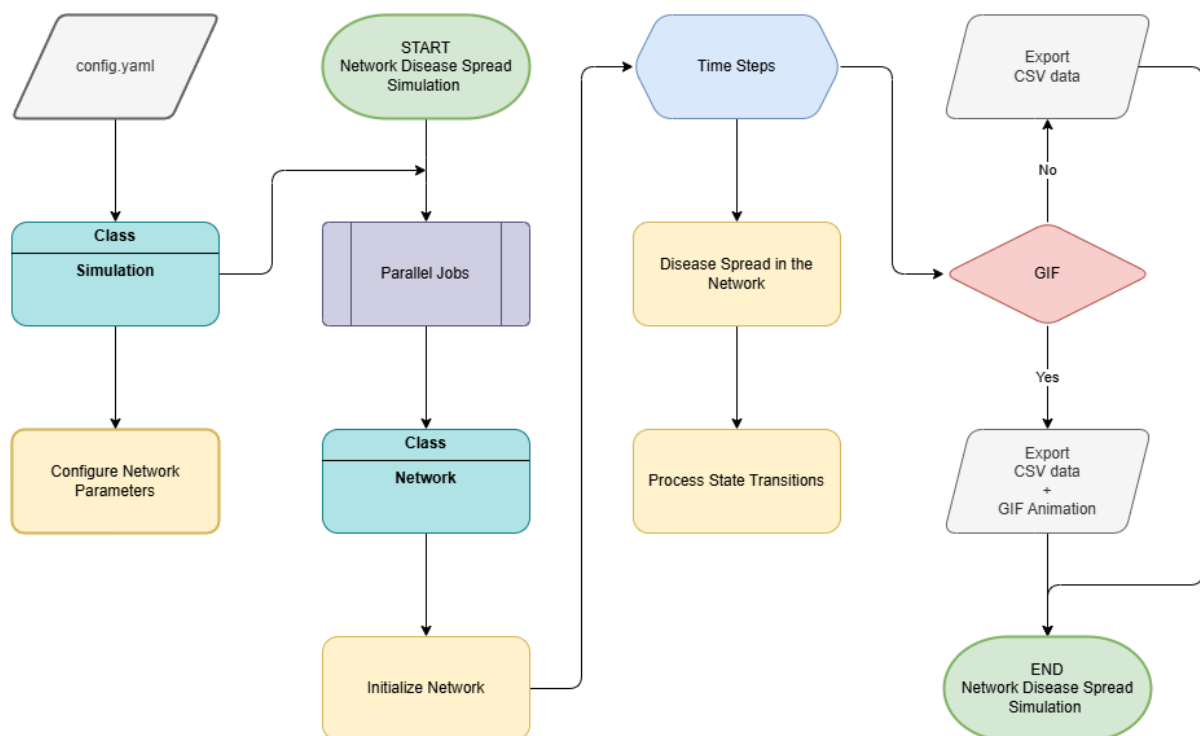 config.yaml
Class
Simulation
Configure Network
Parameters
START
Network Disease Spread
Simulation
Parallel Jobs
Class
Network
Initialize Network
Time Steps
Disease Spread in the
Network
Process State Transitions
Export
CSV data
No
GIF
Yes
Export
CSV data
+
GIF Animation
END
Network Disease Spread
Simulation